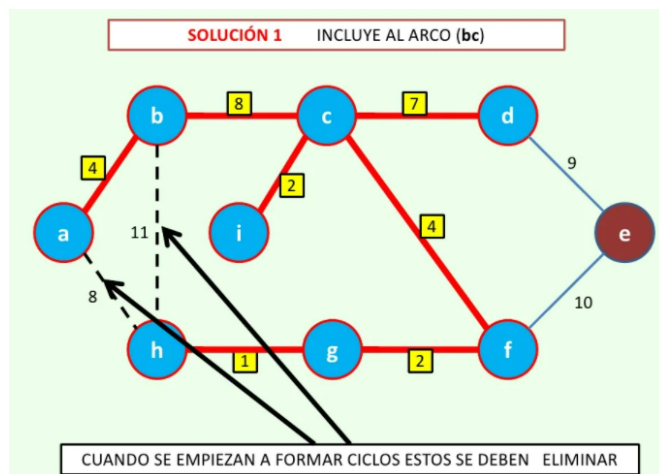 SOLUCIÓN 1 INCLUYE AL ARCO (bc)
b 8 c 7 d
4 2 9
a 11 i 4 e
8 10
h 1 g 2 f
CUANDO SE EMPIEZAN A FORMAR CICLOS ESTOS SE DEBEN ELIMINAR